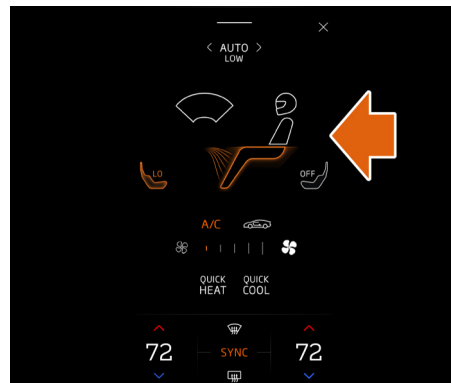 < AUTO >
LOW
LO
OFF
A/C
QUICK HEAT
QUICK COOL
72
SYNC
72